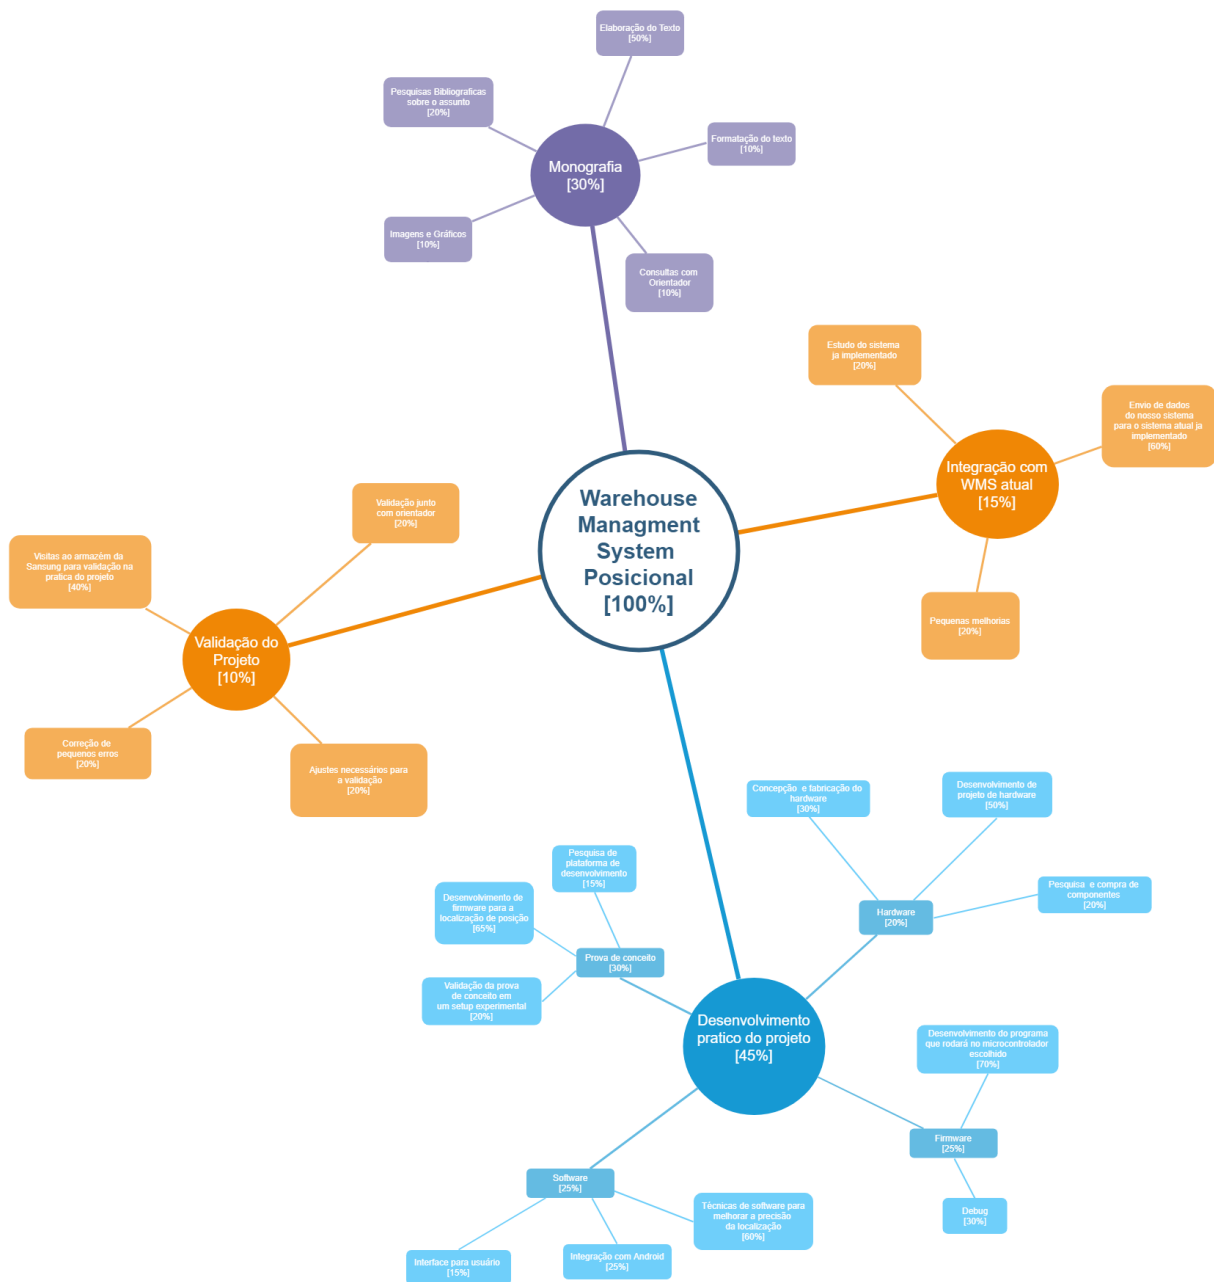 Elaboração do Texto
[50%]
Pesquisas Bibliograficas
sobre o assunto
[20%]
Formatação do texto
[10%]
Monografia
[30%]
Imagens e Gráficos
[10%]
Consultas com
Orientador
[10%]
Estudo do sistema
ja implementado
[20%]
Envio de dados
do nosso sistema
para o sistema atual ja
implementado
[60%]
Integração com
WMS atual
[15%]
Pequenas melhorias
[20%]
Warehouse
Managment
System
Posicional
[100%]
Validação junto
com orientador
[20%]
Visitas ao armazém da
Sansung para validação na
pratica do projeto
[40%]
Validação do
Projeto
[10%]
Correção de
pequenos erros
[20%]
Ajustes necessários para
a validação
[20%]
Concepção e fabricação do
hardware
[30%]
Desenvolvimento de
projeto de hardware
[50%]
Pesquisa e compra de
componentes
[20%]
Hardware
[20%]
Pesquisa de
plataforma de
desenvolvimento
[15%]
Desenvolvimento de
firmware para a
localização de posição
[65%]
Prova de conceito
[30%]
Validação da prova
de conceito em
um setup experimental
[20%]
Desenvolvimento
pratico do projeto
[45%]
Desenvolvimento do programa
que rodará no microcontrolador
escolhido
[70%]
Firmware
[25%]
Debug
[30%]
Software
[25%]
Técnicas de software para
melhorar a precisão
da localização
[60%]
Integração com Android
[25%]
Interface para usuário
[15%]